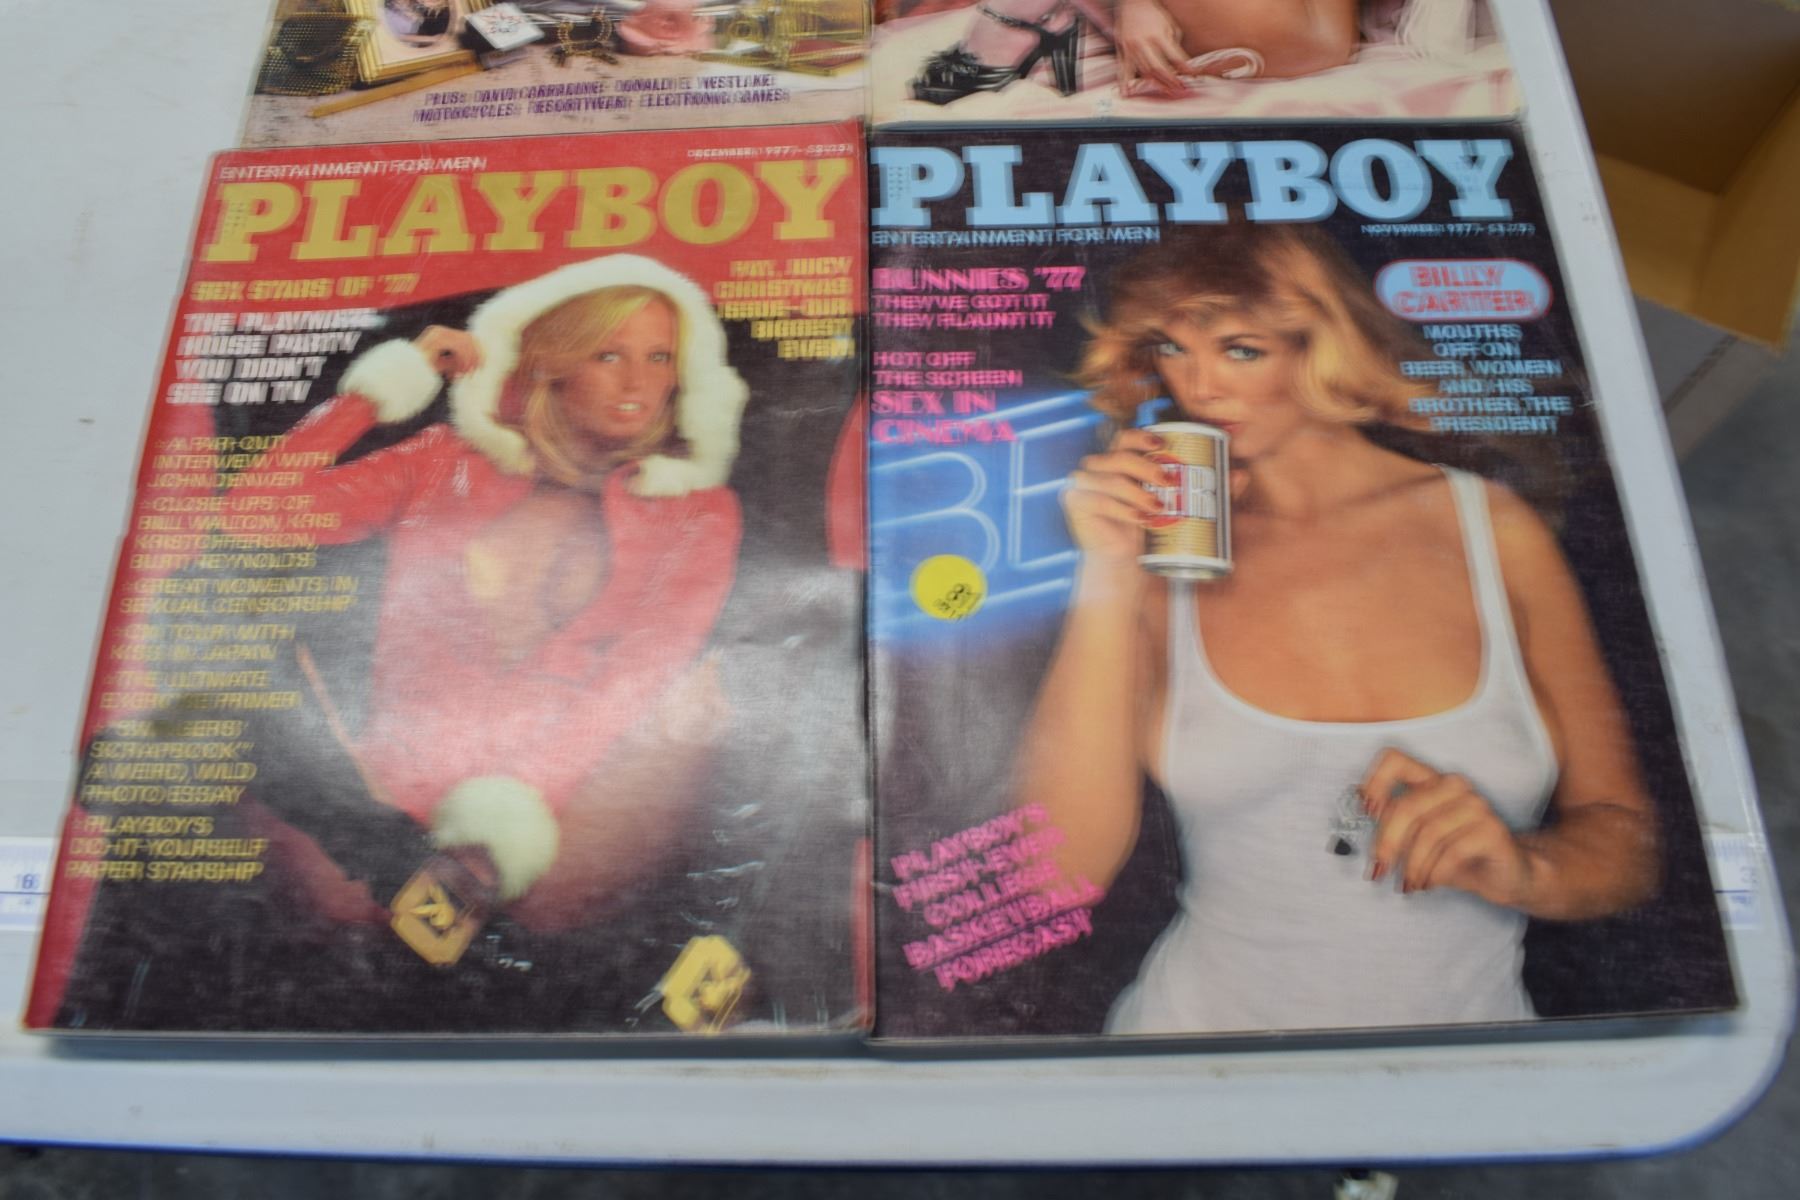 PLUS: DAVID CARRADINE · DONALD E. WESTLAKE
MOTORCYCLES · RESORTWEAR · ELECTRONIC GAMES
ENTERTAINMENT FOR MEN
DECEMBER 1977
PLAYBOY
SEX STARS OF '77
THE PLAYMATE
HOUSE PARTY
YOU DON'T
SEE ON TV
FAT, JUICY
CHRISTMAS
ISSUE—OUR
BIGGEST
EVER!
A FAR-OUT
INTERVIEW WITH
JOHN DENVER
CLOSE-UPS OF
BILL WALTON, KRIS
KRISTOFFERSON,
BURT REYNOLDS
GREAT MOMENTS IN
SEXUAL CENSORSHIP
ON TOUR WITH
KISS IN JAPAN
THE ULTIMATE
EXERCISE PRIMER
"SWINGERS'
SCRAPBOOK"
A WEIRD, WILD
PHOTO ESSAY
PLAYBOY'S
DO-IT-YOURSELF
PAPER STARSHIP
PLAYBOY
ENTERTAINMENT FOR MEN
NOVEMBER 1977
BUNNIES '77
THEY'VE GOT IT
THEY FLAUNT IT
HOT OFF
THE SCREEN
SEX IN
CINEMA
BILLY
CARTER
MOUTHS
OFF ON
BEER, WOMEN
AND HIS
BROTHER, THE
PRESIDENT
BE
PLAYBOY'S
FIRST-EVER
COLLEGE
BASKETBALL
FORECAST